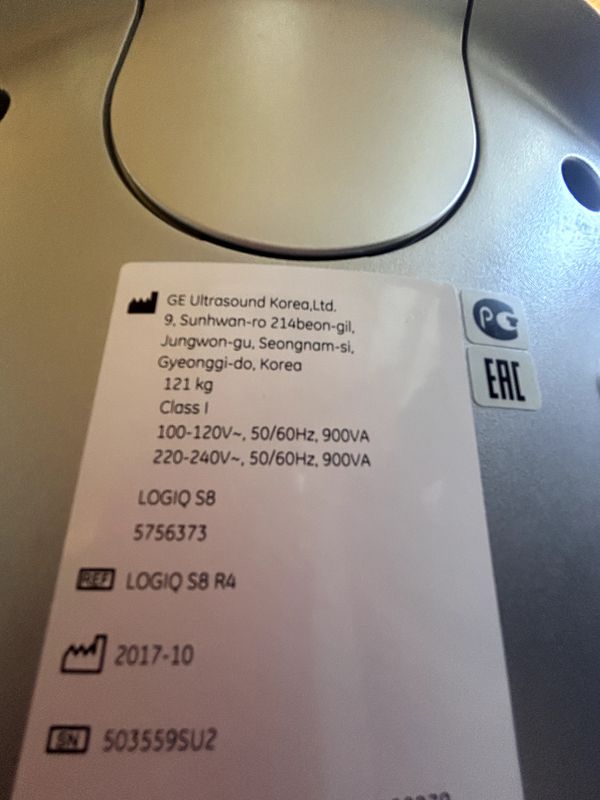 GE Ultrasound Korea,Ltd.
9, Sunhwan-ro 214beon-gil,
Jungwon-gu, Seongnam-si,
Gyeonggi-do, Korea
121 kg
Class I
100-120V~, 50/60Hz, 900VA
220-240V~, 50/60Hz, 900VA
LOGIQ S8
5756373
REF LOGIQ S8 R4
2017-10
SN 503559SU2
PG
EAC